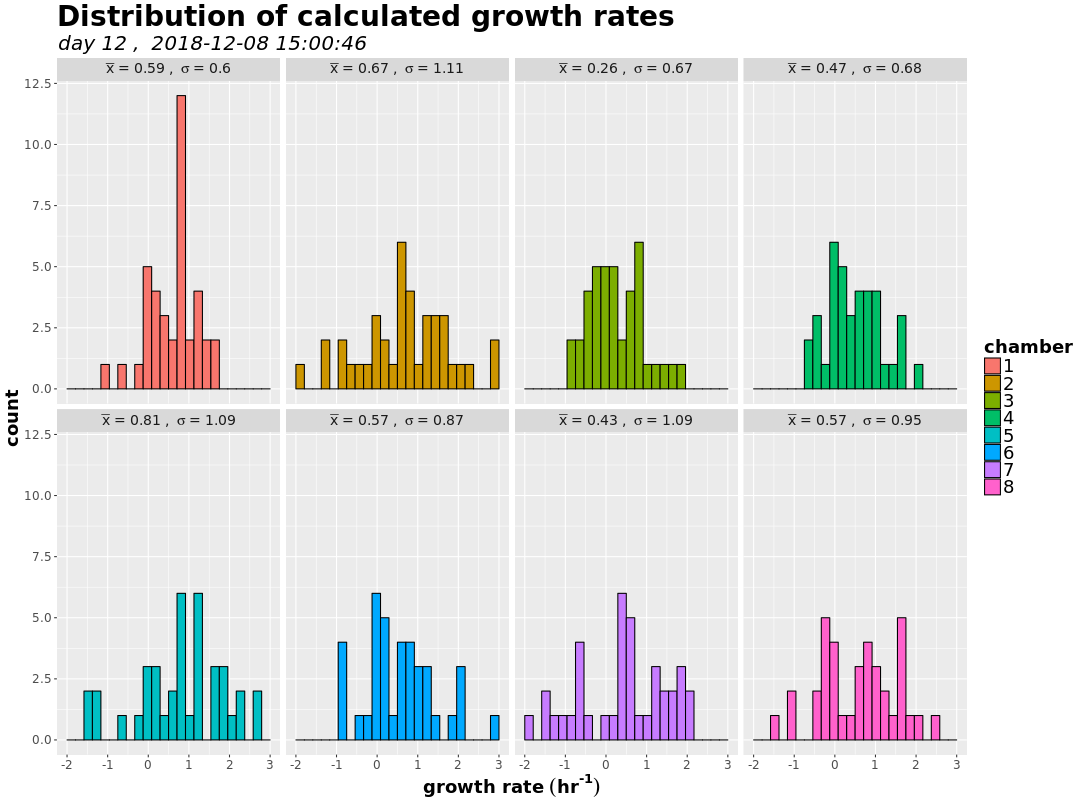 Distribution of calculated growth rates
day 12 ,  2018-12-08 15:00:46
x̅ = 0.59 ,  σ = 0.6
x̅ = 0.67 ,  σ = 1.11
x̅ = 0.26 ,  σ = 0.67
x̅ = 0.47 ,  σ = 0.68
12.5
10.0
7.5
5.0
2.5
0.0
x̅ = 0.81 ,  σ = 1.09
x̅ = 0.57 ,  σ = 0.87
x̅ = 0.43 ,  σ = 1.09
x̅ = 0.57 ,  σ = 0.95
12.5
10.0
7.5
5.0
2.5
0.0
-2 -1 0 1 2 3
-2 -1 0 1 2 3
-2 -1 0 1 2 3
-2 -1 0 1 2 3
count
growth rate (hr⁻¹)
chamber
1
2
3
4
5
6
7
8